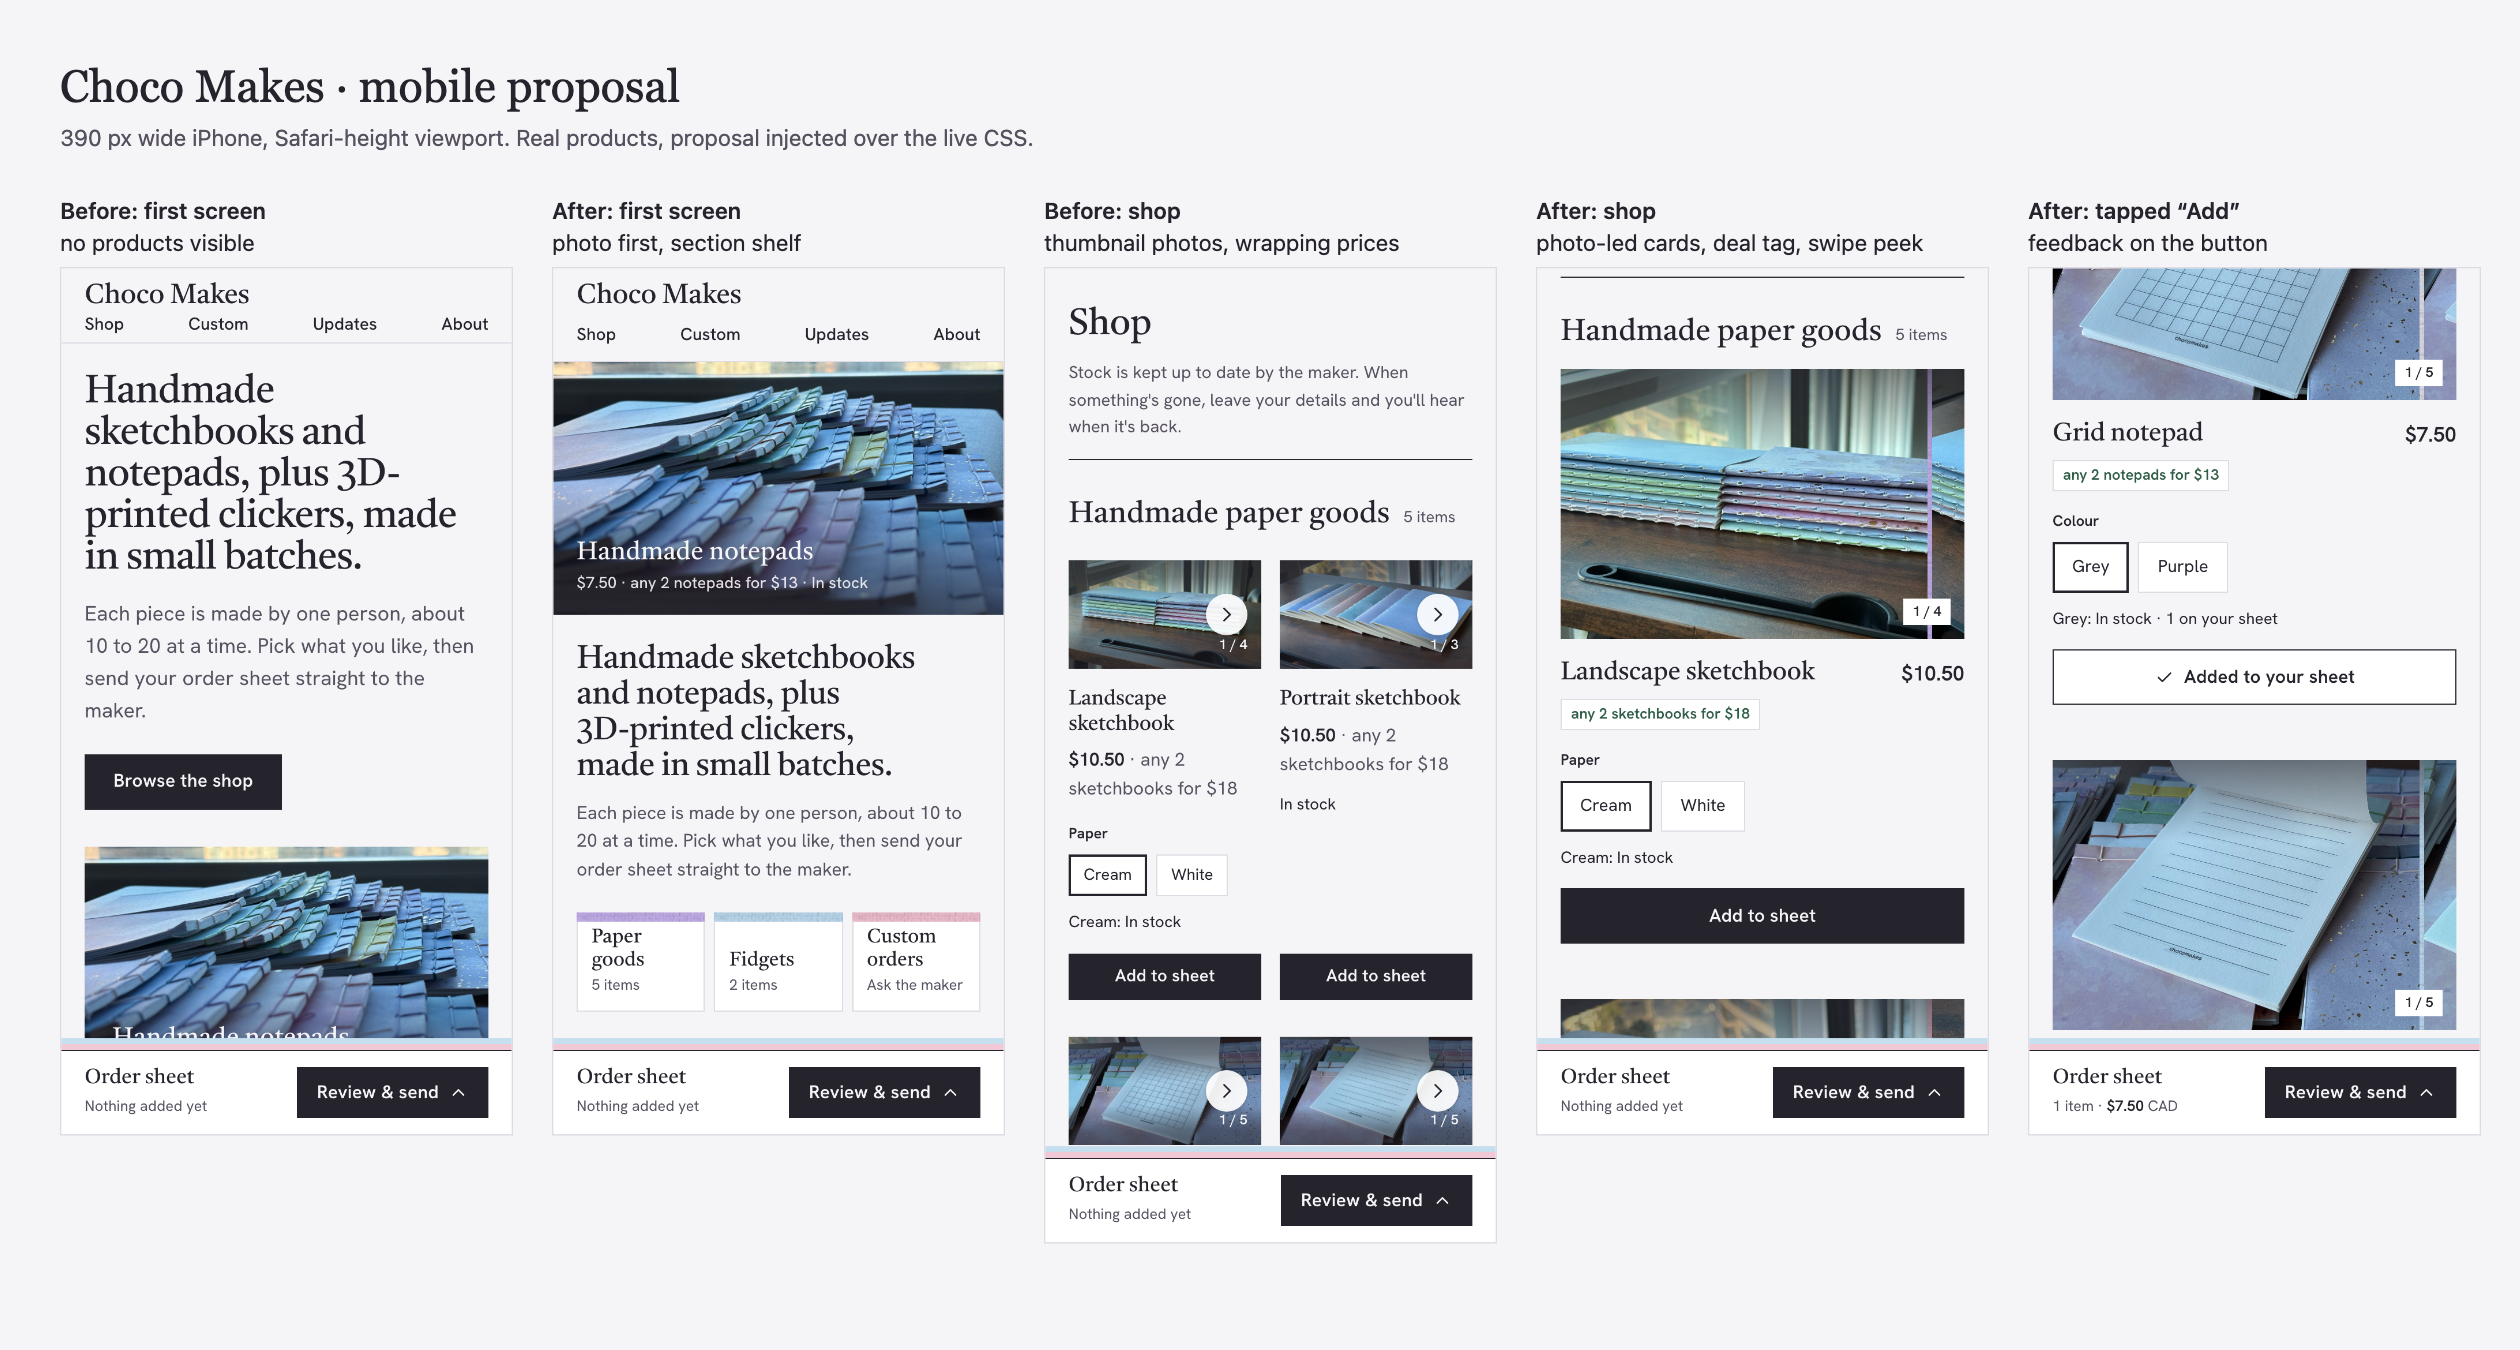 Choco Makes · mobile proposal
390 px wide iPhone, Safari-height viewport. Real products, proposal injected over the live CSS.
Before: first screen
no products visible
Choco Makes
Shop Custom Updates About
Handmade
sketchbooks and
notepads, plus 3D-
printed clickers, made
in small batches.
Each piece is made by one person, about
10 to 20 at a time. Pick what you like, then
send your order sheet straight to the
maker.
Browse the shop
Handmade notepads
Order sheet
Nothing added yet
Review & send
After: first screen
photo first, section shelf
Choco Makes
Shop Custom Updates About
Handmade notepads
$7.50 · any 2 notepads for $13 · In stock
Handmade sketchbooks
and notepads, plus
3D-printed clickers,
made in small batches.
Each piece is made by one person, about 10 to
20 at a time. Pick what you like, then send your
order sheet straight to the maker.
Paper
goods
5 items
Fidgets
2 items
Custom
orders
Ask the maker
Order sheet
Nothing added yet
Review & send
Before: shop
thumbnail photos, wrapping prices
Shop
Stock is kept up to date by the maker. When
something's gone, leave your details and you'll hear
when it's back.
Handmade paper goods 5 items
1 / 4
1 / 3
Landscape
sketchbook
$10.50 · any 2
sketchbooks for $18
Paper
Cream White
Cream: In stock
Add to sheet
Portrait sketchbook
$10.50 · any 2
sketchbooks for $18
In stock
Add to sheet
1 / 5
1 / 5
Order sheet
Nothing added yet
Review & send
After: shop
photo-led cards, deal tag, swipe peek
Handmade paper goods 5 items
1 / 4
Landscape sketchbook $10.50
any 2 sketchbooks for $18
Paper
Cream White
Cream: In stock
Add to sheet
Order sheet
Nothing added yet
Review & send
After: tapped “Add”
feedback on the button
chocomakes
1 / 5
Grid notepad $7.50
any 2 notepads for $13
Colour
Grey Purple
Grey: In stock · 1 on your sheet
Added to your sheet
chocomakes
1 / 5
Order sheet
1 item · $7.50 CAD
Review & send